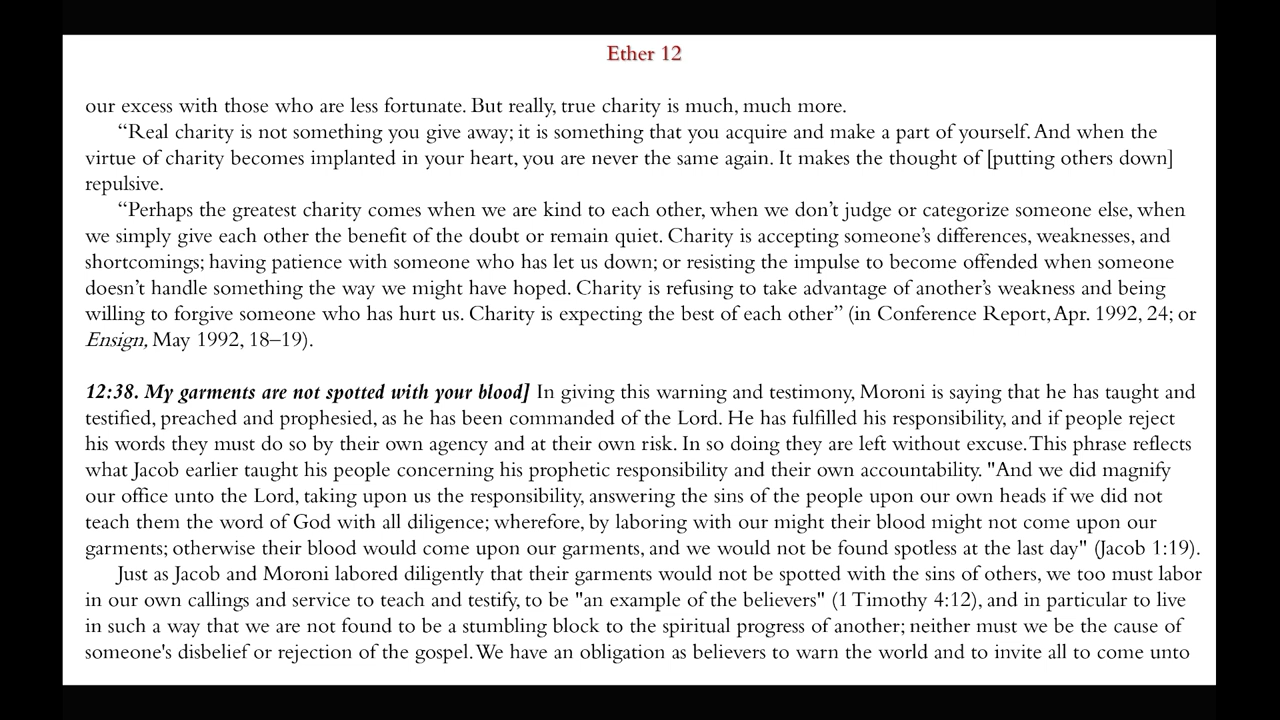 Ether 12
our excess with those who are less fortunate. But really, true charity is much, much more.
“Real charity is not something you give away; it is something that you acquire and make a part of yourself. And when the
virtue of charity becomes implanted in your heart, you are never the same again. It makes the thought of [putting others down]
repulsive.
“Perhaps the greatest charity comes when we are kind to each other, when we don’t judge or categorize someone else, when
we simply give each other the benefit of the doubt or remain quiet. Charity is accepting someone’s differences, weaknesses, and
shortcomings; having patience with someone who has let us down; or resisting the impulse to become offended when someone
doesn’t handle something the way we might have hoped. Charity is refusing to take advantage of another’s weakness and being
willing to forgive someone who has hurt us. Charity is expecting the best of each other” (in Conference Report, Apr. 1992, 24; or
Ensign, May 1992, 18–19).
12:38. My garments are not spotted with your blood] In giving this warning and testimony, Moroni is saying that he has taught and
testified, preached and prophesied, as he has been commanded of the Lord. He has fulfilled his responsibility, and if people reject
his words they must do so by their own agency and at their own risk. In so doing they are left without excuse. This phrase reflects
what Jacob earlier taught his people concerning his prophetic responsibility and their own accountability. "And we did magnify
our office unto the Lord, taking upon us the responsibility, answering the sins of the people upon our own heads if we did not
teach them the word of God with all diligence; wherefore, by laboring with our might their blood might not come upon our
garments; otherwise their blood would come upon our garments, and we would not be found spotless at the last day" (Jacob 1:19).
Just as Jacob and Moroni labored diligently that their garments would not be spotted with the sins of others, we too must labor
in our own callings and service to teach and testify, to be "an example of the believers" (1 Timothy 4:12), and in particular to live
in such a way that we are not found to be a stumbling block to the spiritual progress of another; neither must we be the cause of
someone's disbelief or rejection of the gospel. We have an obligation as believers to warn the world and to invite all to come unto